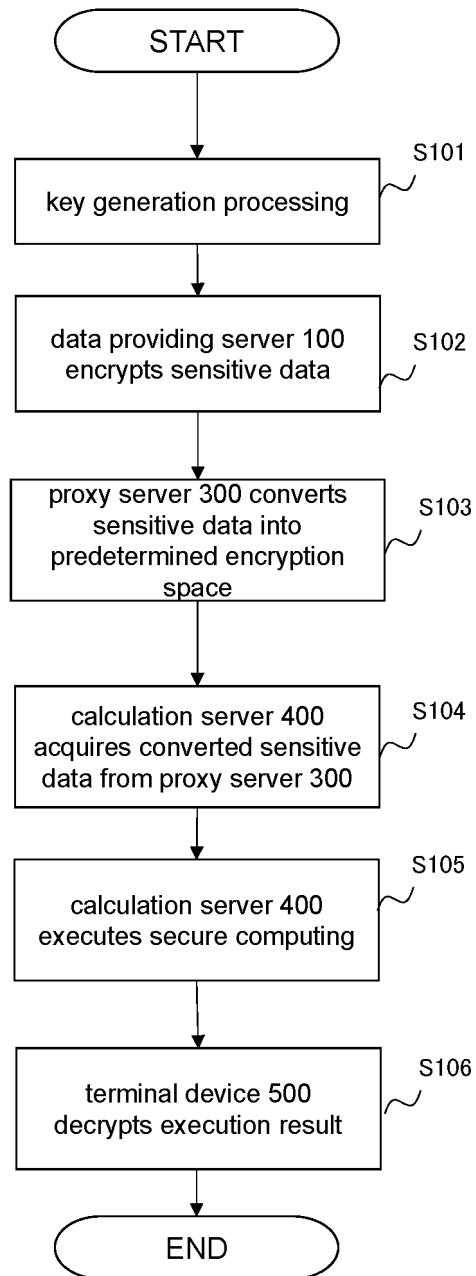 START
S101
key generation processing
S102
data providing server 100
encrypts sensitive data
S103
proxy server 300 converts
sensitive data into
predetermined encryption
space
S104
calculation server 400
acquires converted sensitive
data from proxy server 300
S105
calculation server 400
executes secure computing
S106
terminal device 500
decrypts execution result
END